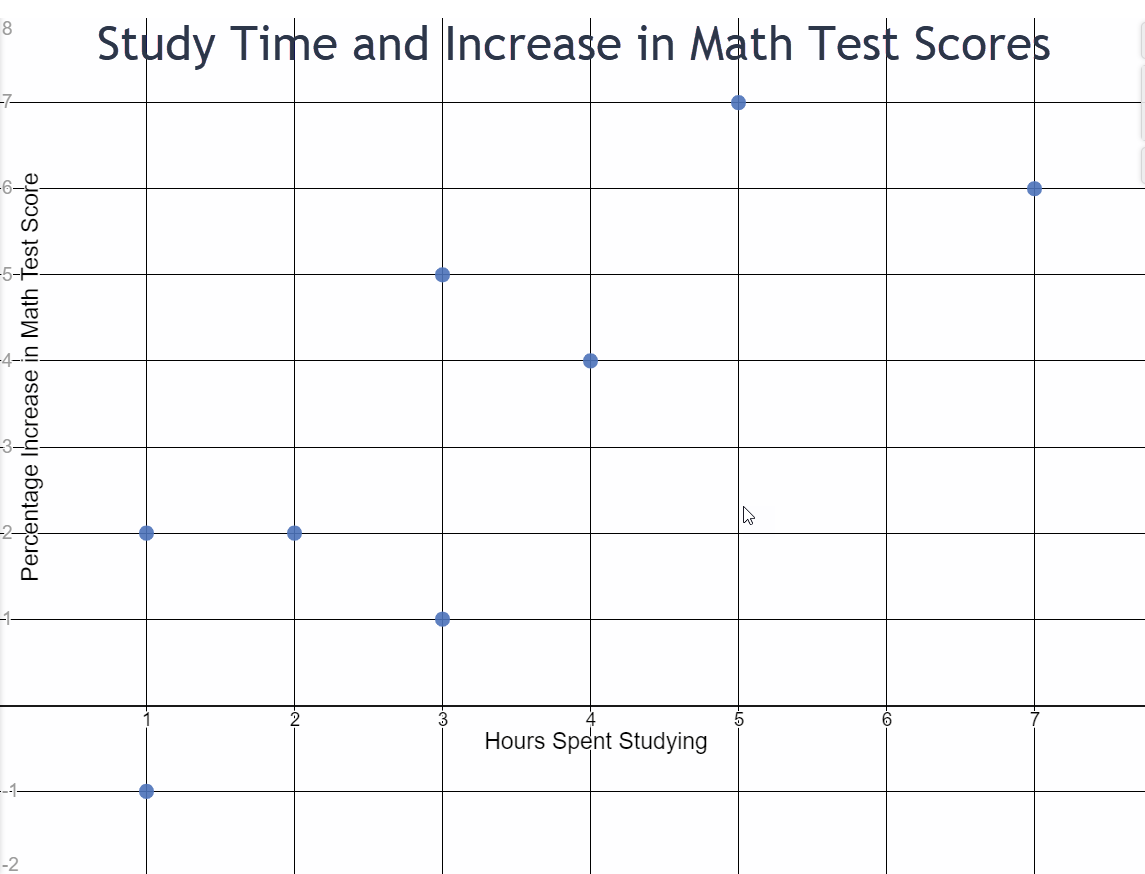 Study Time and Increase in Math Test Scores
8
7
6
5
4
3
2
1
-1
-2
Percentage Increase in Math Test Score
1 2 3 4 5 6 7
Hours Spent Studying